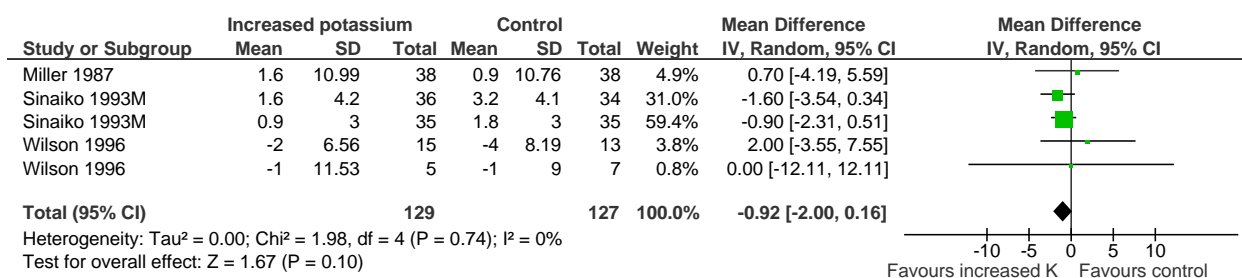 Increased potassium Control Mean Difference Mean Difference
Study or Subgroup Mean SD Total Mean SD Total Weight IV, Random, 95% CI IV, Random, 95% CI
Miller 1987 1.6 10.99 38 0.9 10.76 38 4.9% 0.70 [-4.19, 5.59]
Sinaiko 1993M 1.6 4.2 36 3.2 4.1 34 31.0% -1.60 [-3.54, 0.34]
Sinaiko 1993M 0.9 3 35 1.8 3 35 59.4% -0.90 [-2.31, 0.51]
Wilson 1996 -2 6.56 15 -4 8.19 13 3.8% 2.00 [-3.55, 7.55]
Wilson 1996 -1 11.53 5 -1 9 7 0.8% 0.00 [-12.11, 12.11]
Total (95% CI) 129 127 100.0% -0.92 [-2.00, 0.16]
Heterogeneity: Tau² = 0.00; Chi² = 1.98, df = 4 (P = 0.74); I² = 0%
Test for overall effect: Z = 1.67 (P = 0.10)
-10 -5 0 5 10
Favours increased K Favours control